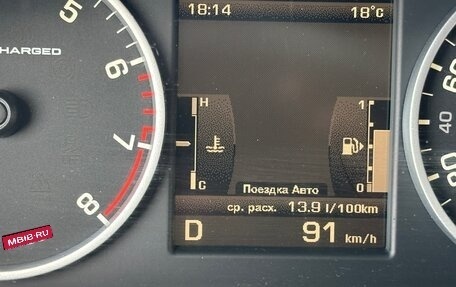 18:14 18°C
5
CHARGED
6
7
8
H
C
1
0
Поездка Авто
ср. расх. 13.9 l/100km
D 91 km/h
60
40
MBIB·RU